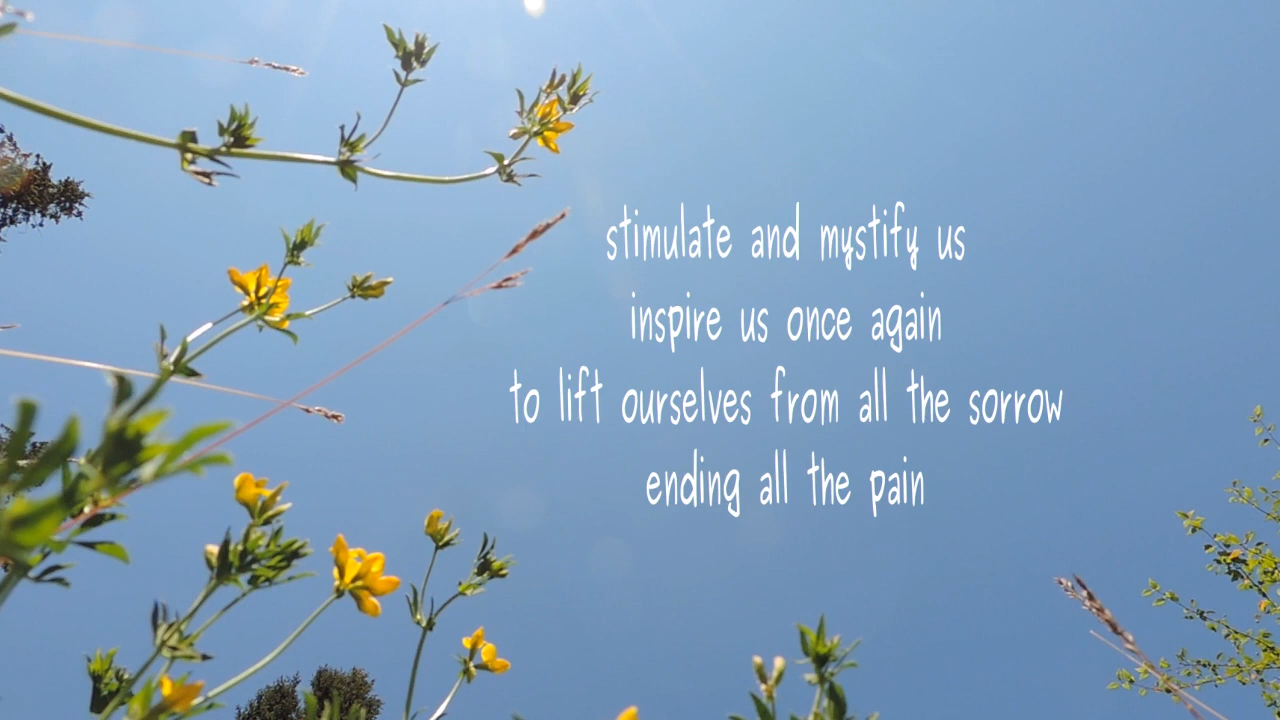 stimulate and mystify us
inspire us once again
to lift ourselves from all the sorrow
ending all the pain